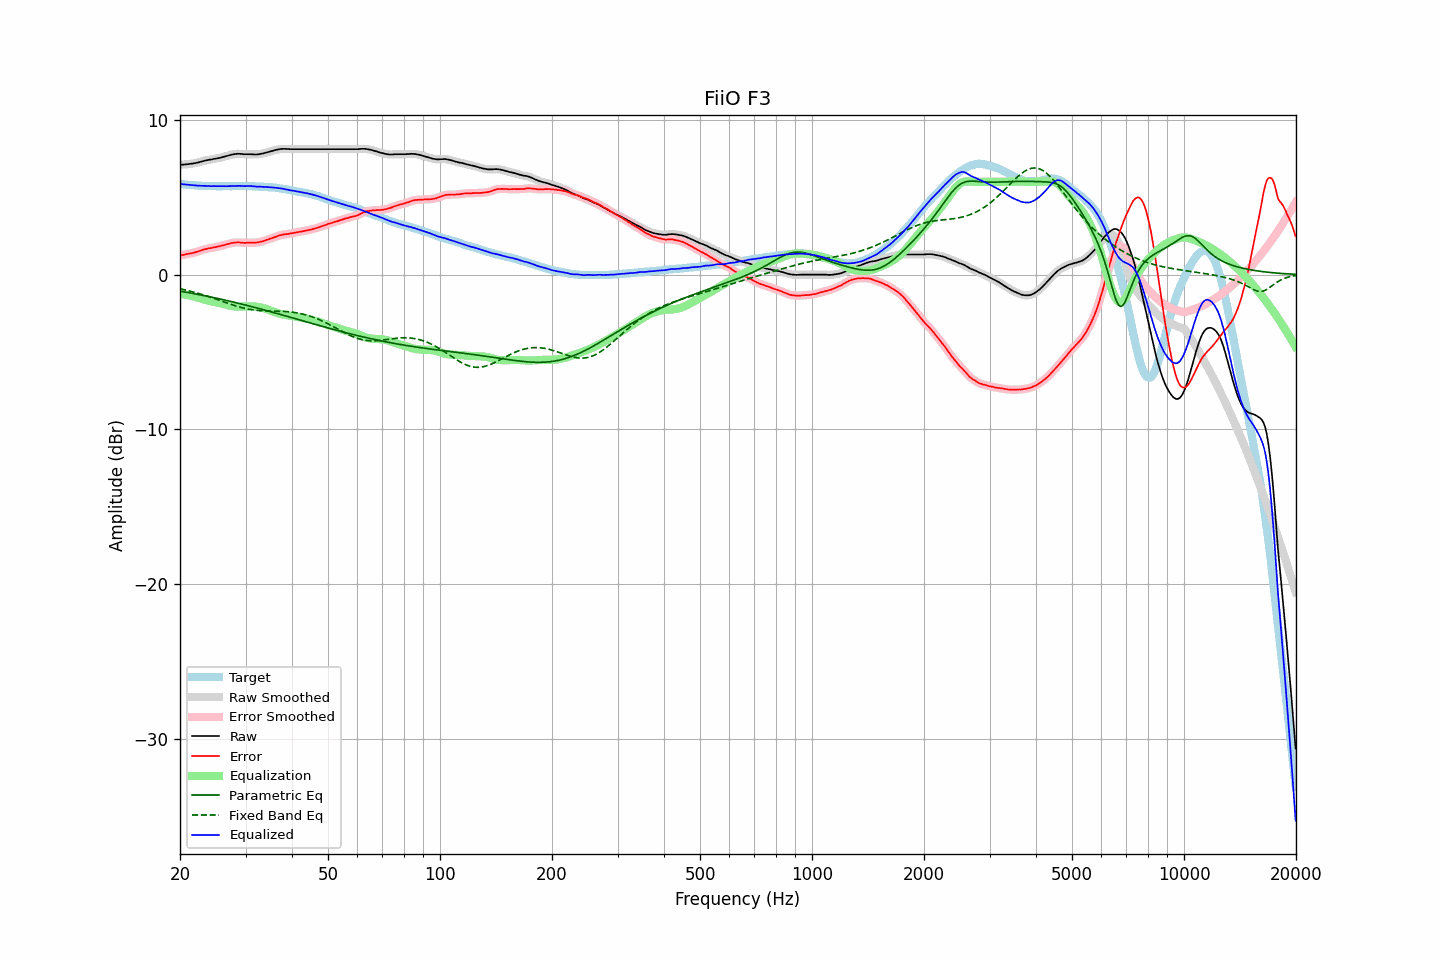 FiiO F3
10
0
−10
−20
−30
Amplitude (dBr)
20
50
100
200
500
1000
2000
5000
10000
20000
Frequency (Hz)
Target
Raw Smoothed
Error Smoothed
Raw
Error
Equalization
Parametric Eq
Fixed Band Eq
Equalized